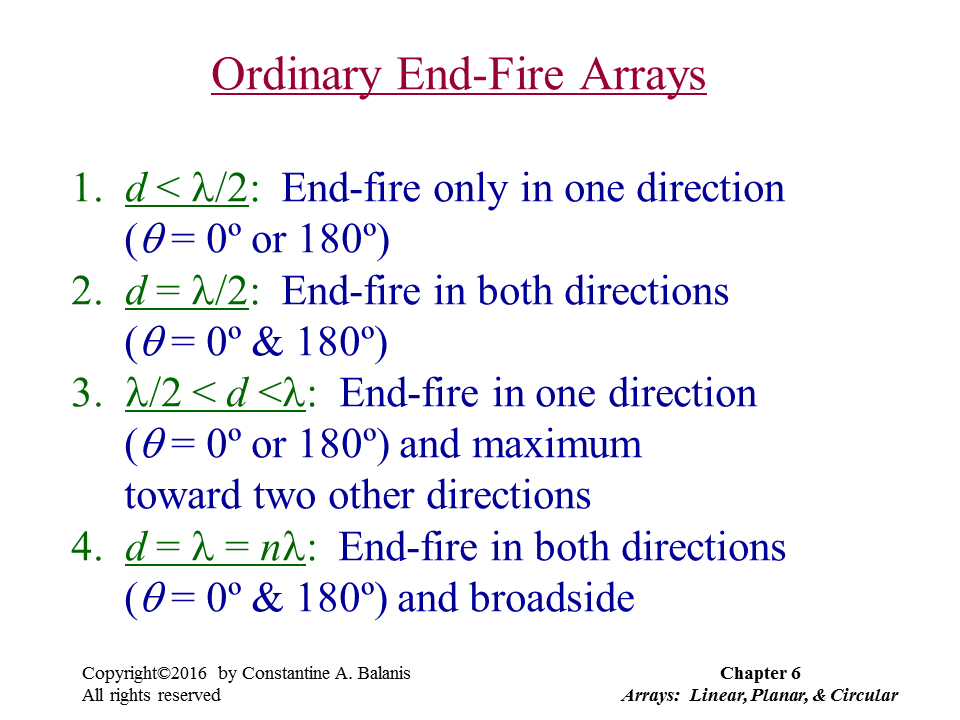 Ordinary End-Fire Arrays
1. d < λ/2: End-fire only in one direction
(θ = 0º or 180º)
2. d = λ/2: End-fire in both directions
(θ = 0º & 180º)
3. λ/2 < d <λ: End-fire in one direction
(θ = 0º or 180º) and maximum
toward two other directions
4. d = λ = nλ: End-fire in both directions
(θ = 0º & 180º) and broadside
Copyright©2016 by Constantine A. Balanis
All rights reserved
Chapter 6
Arrays: Linear, Planar, & Circular